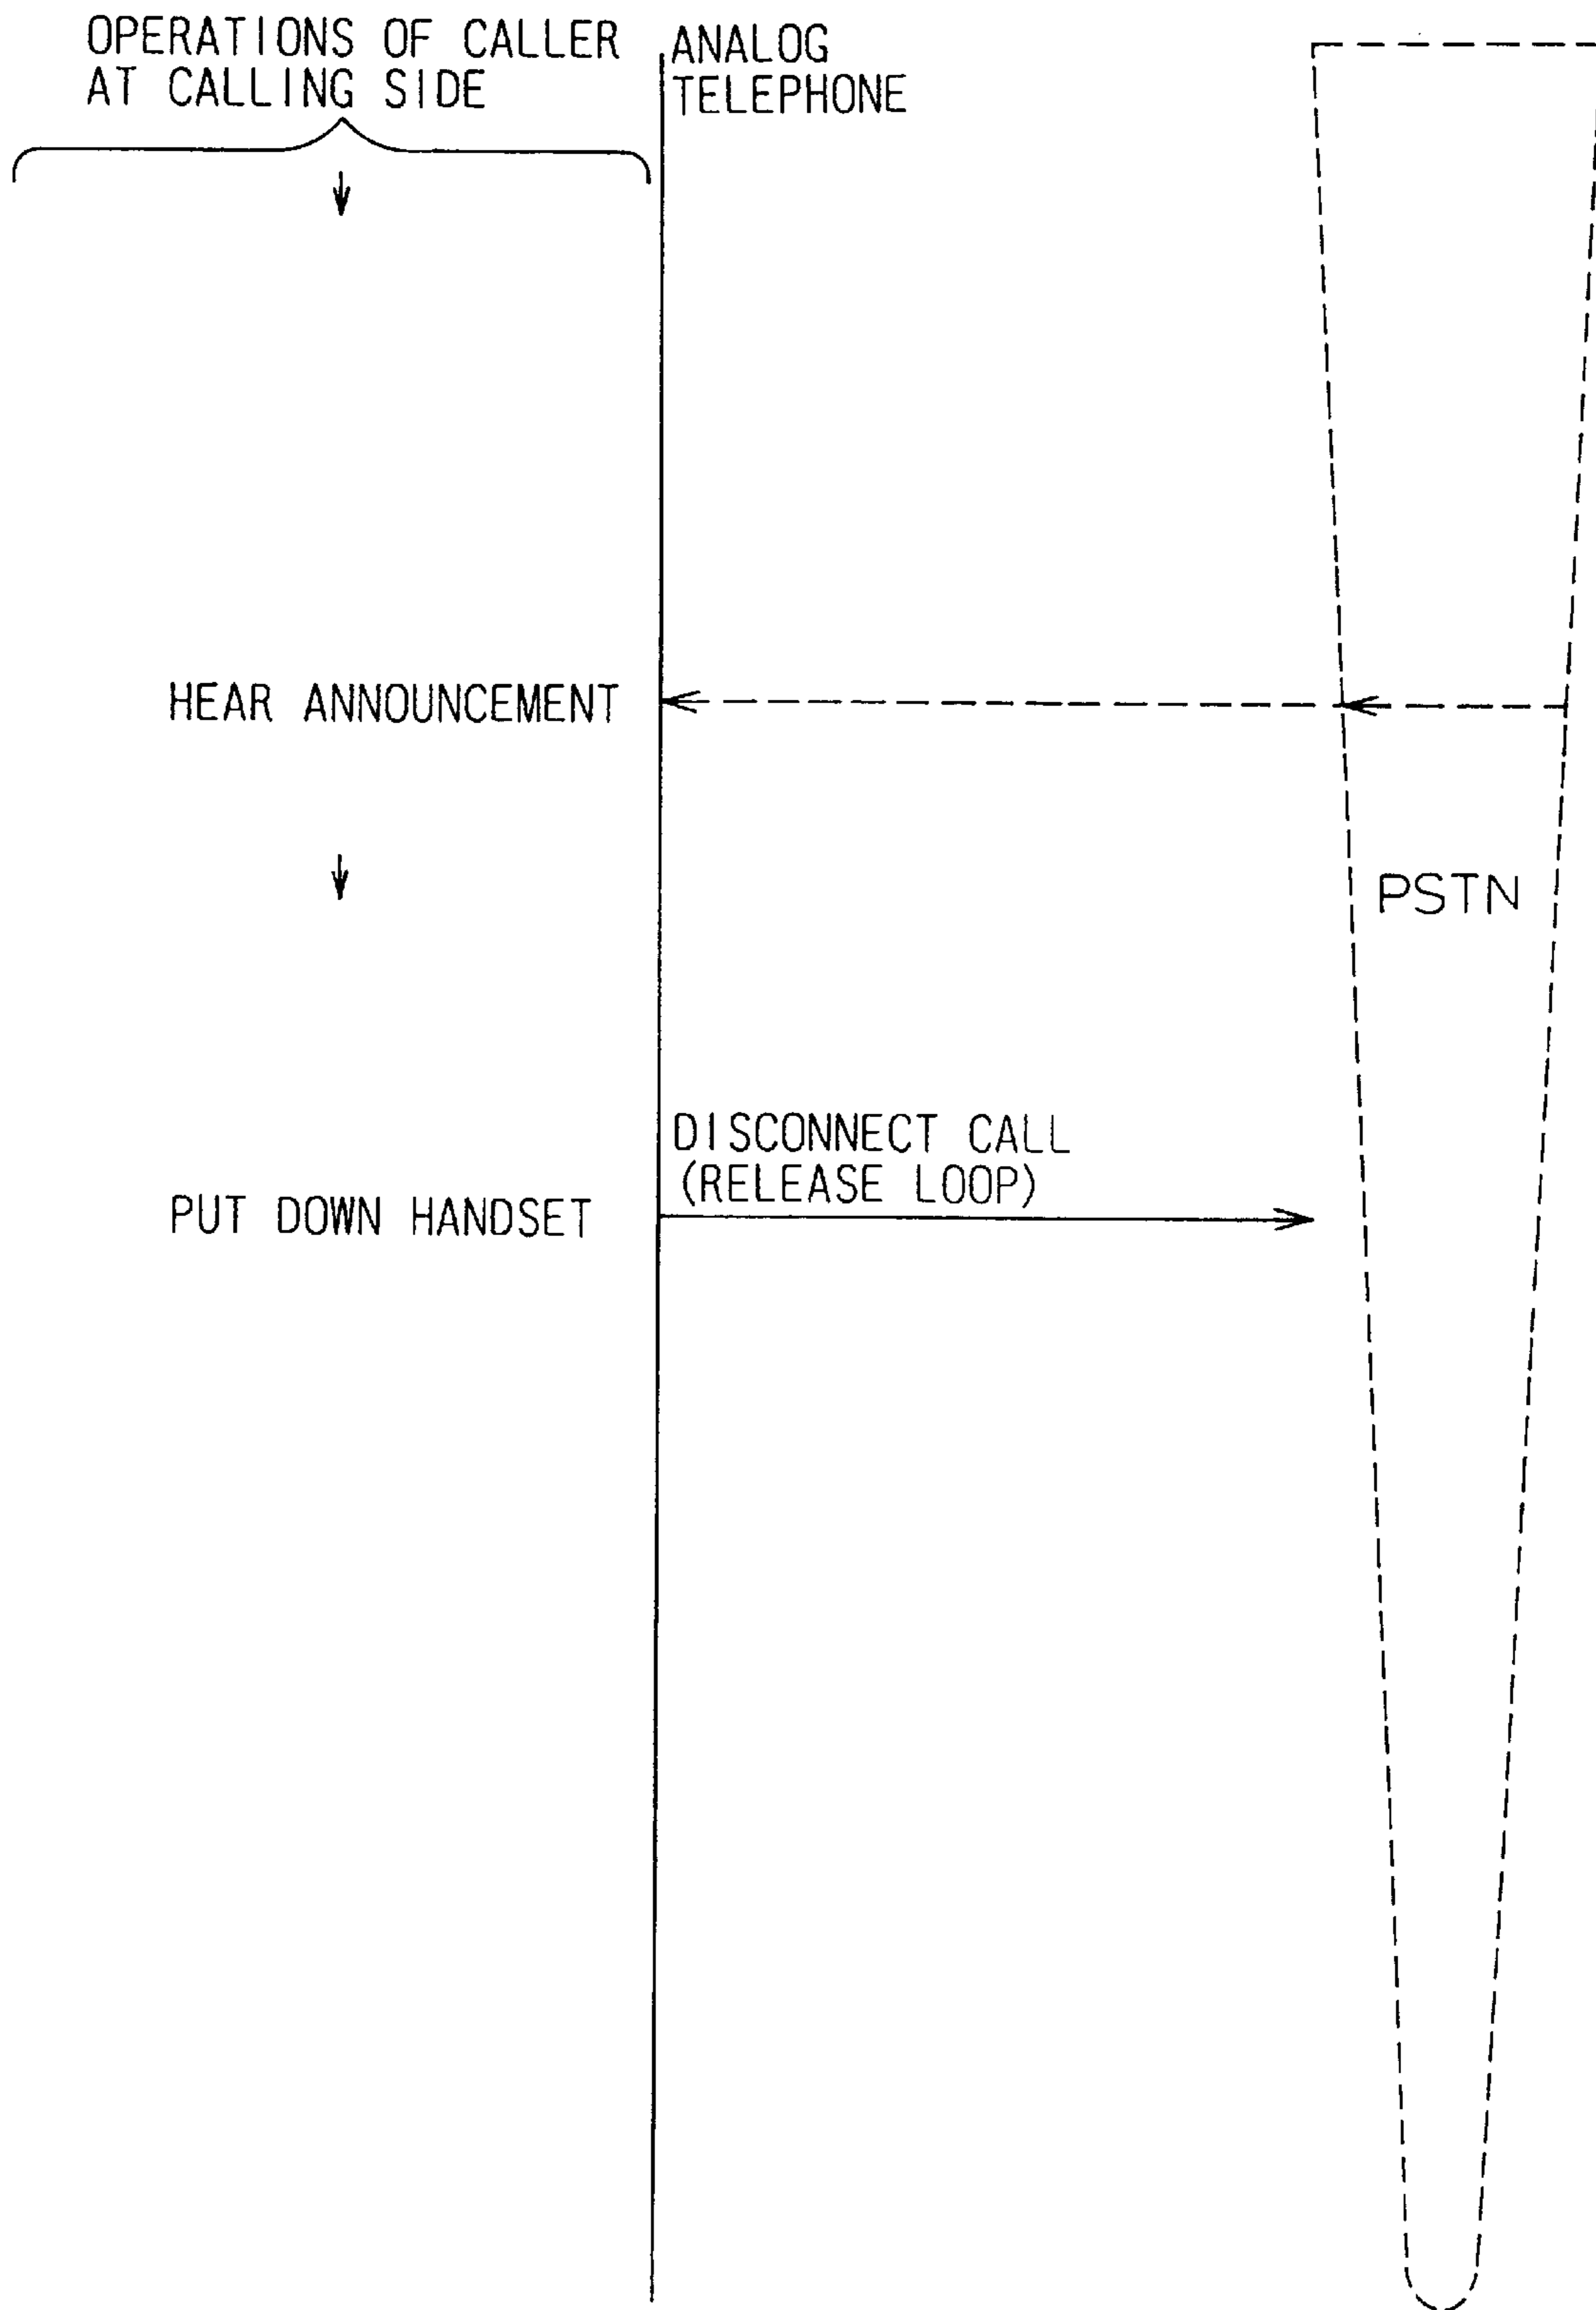 OPERATIONS OF CALLER
AT CALLING SIDE
ANALOG
TELEPHONE
HEAR ANNOUNCEMENT
PSTN
DISCONNECT CALL
(RELEASE LOOP)
PUT DOWN HANDSET